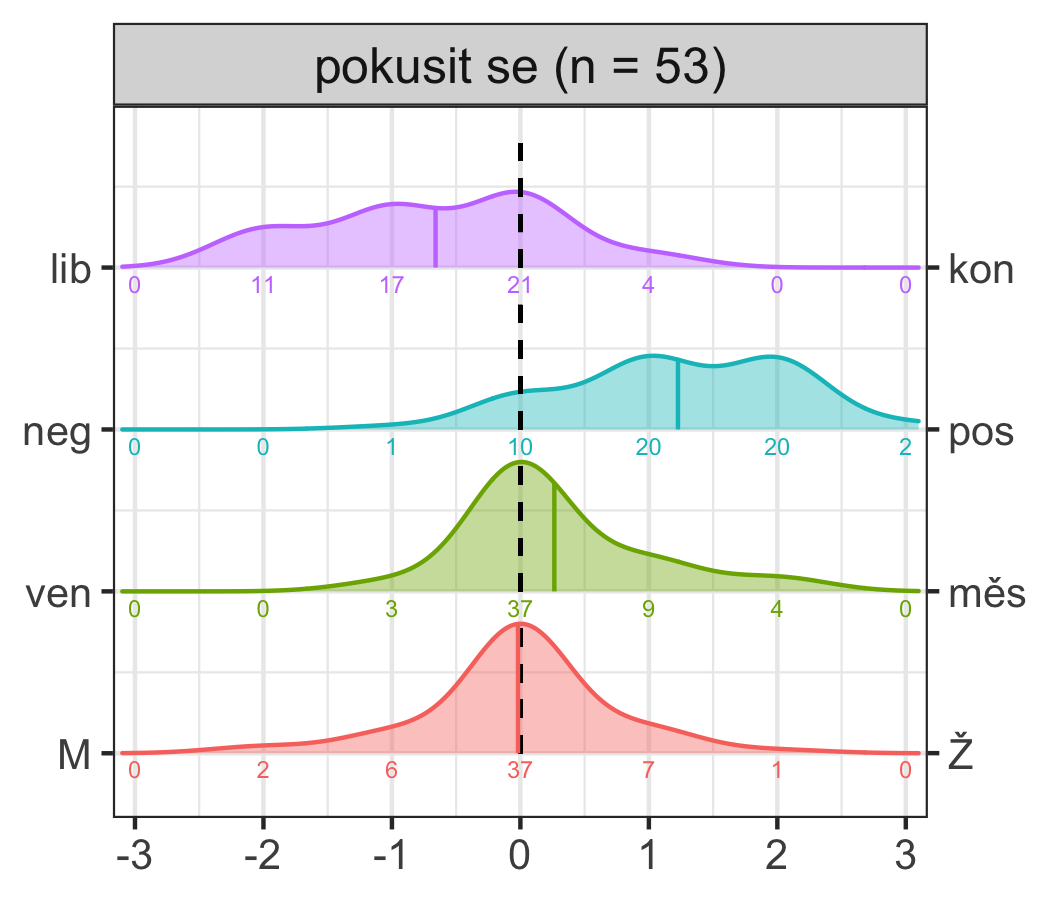 pokusit se (n = 53)
lib kon
0 11 17 21 4 0 0
neg pos
0 0 1 10 20 20 2
ven měs
0 0 3 37 9 4 0
M Ž
0 2 6 37 7 1 0
-3 -2 -1 0 1 2 3